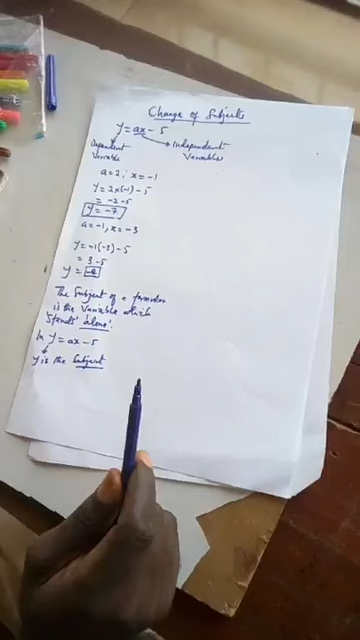 Change of Subjects
y = ax - 5
Dependent Variable
Independent Variable
a = 2, x = -1
y = 2x(-1) - 5
= -2 - 5
y = -7
a = -1, x = -3
y = -1(-3) - 5
= 3 - 5
y = -2
The Subject of a formular
is the Variable which
'Stands' 'alone'.
In y = ax - 5
y is the Subject